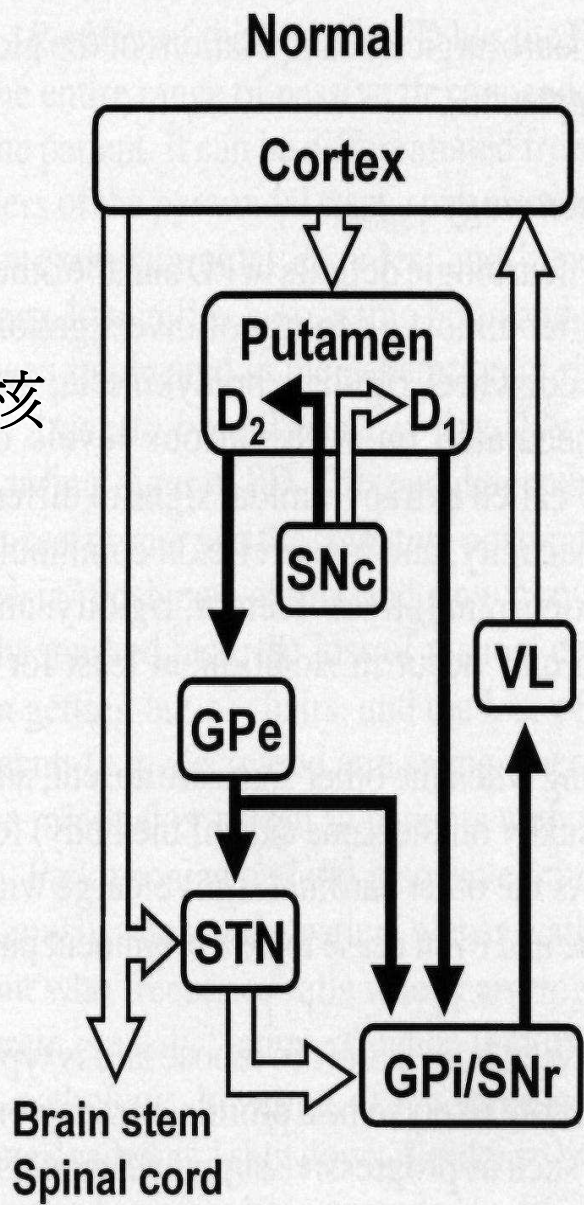 Normal
Cortex
Putamen
核
D₂ D₁
SNc
VL
GPe
STN
GPi/SNr
Brain stem
Spinal cord